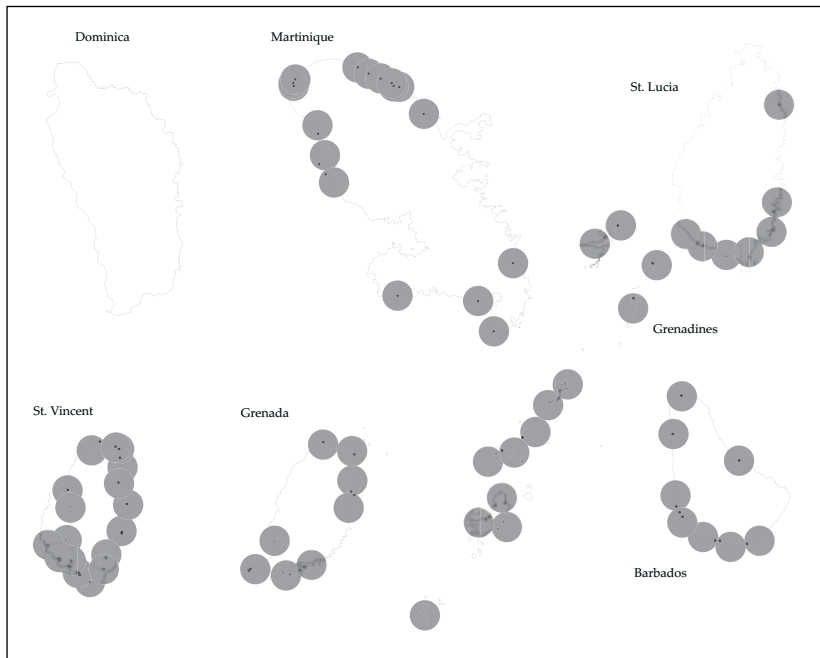 Dominica
Martinique
St. Lucia
Grenadines
St. Vincent
Grenada
Barbados